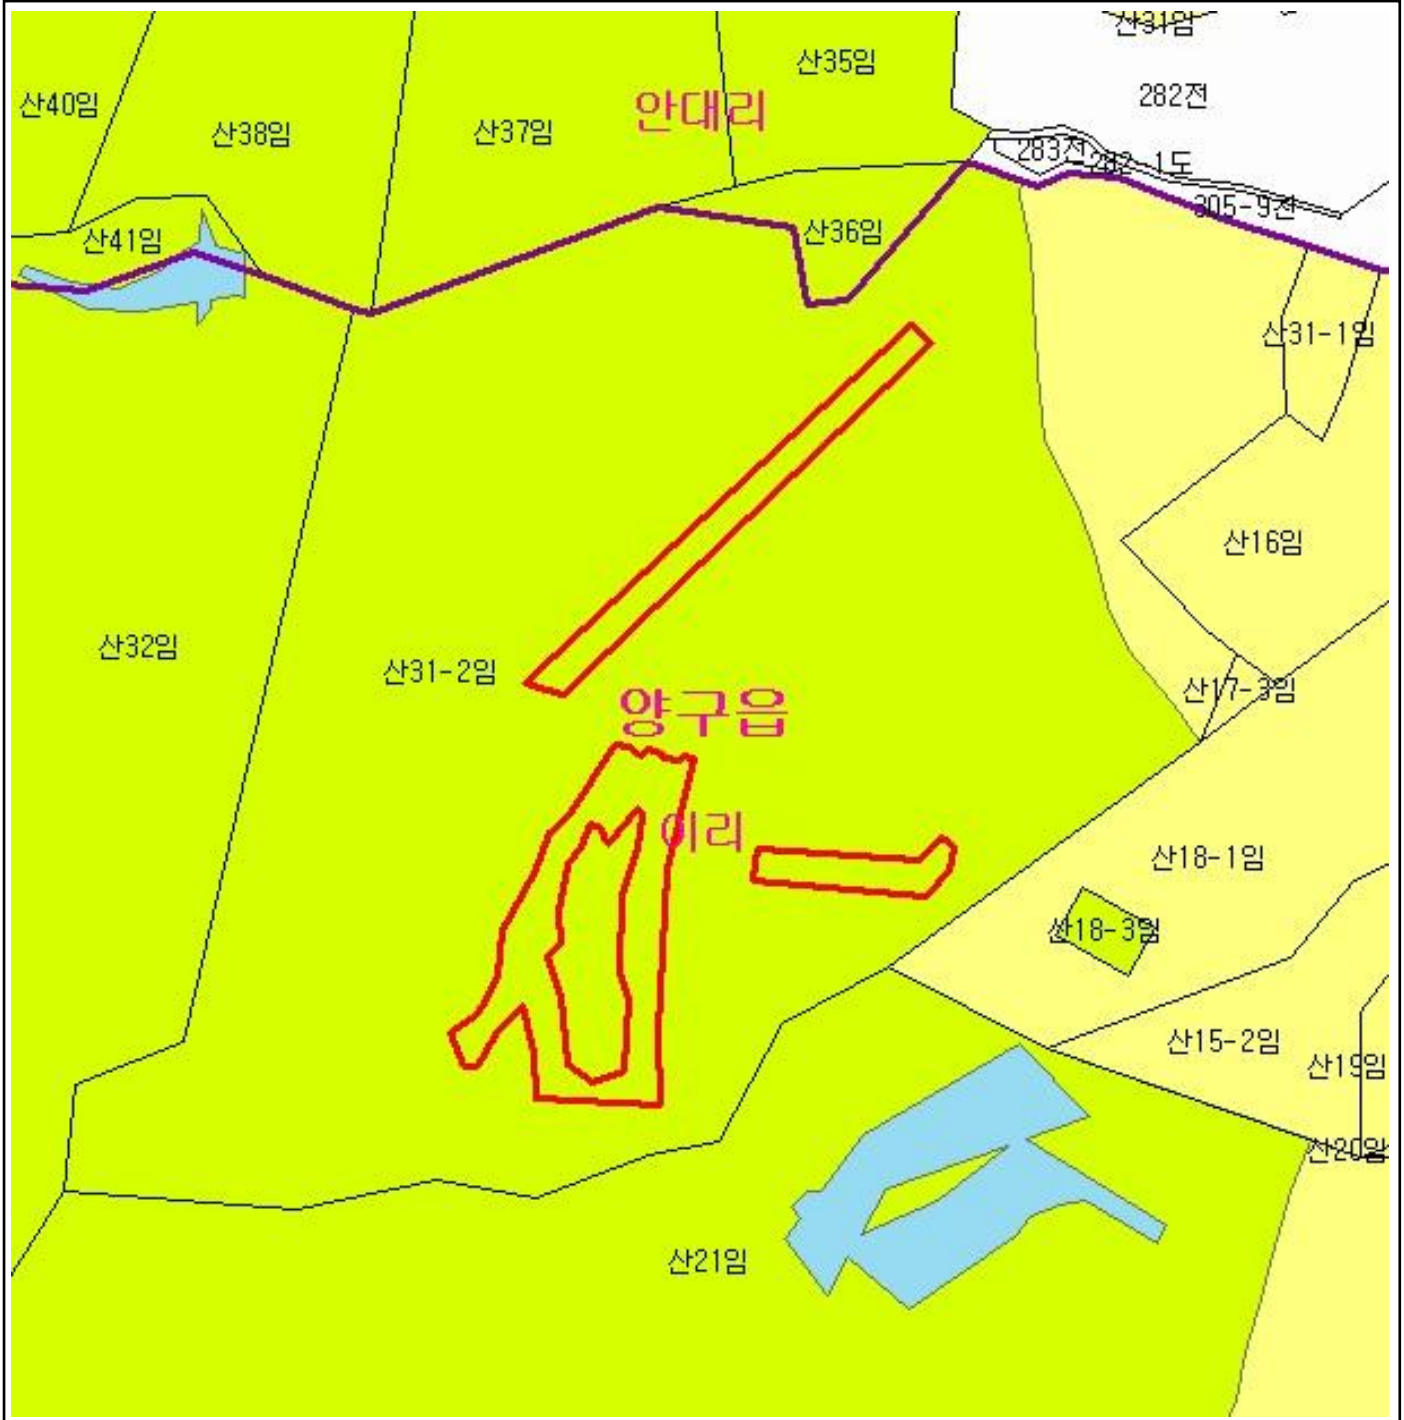 산31임
산35임
282전
산40임
안대리
산38임
산37임
283전
282-1도
305-9전
산41임
산36임
산31-1임
산16임
산32임
산31-2임
산17-3임
양구읍
이리
산18-1임
산18-3임
산15-2임
산19임
산20임
산21임